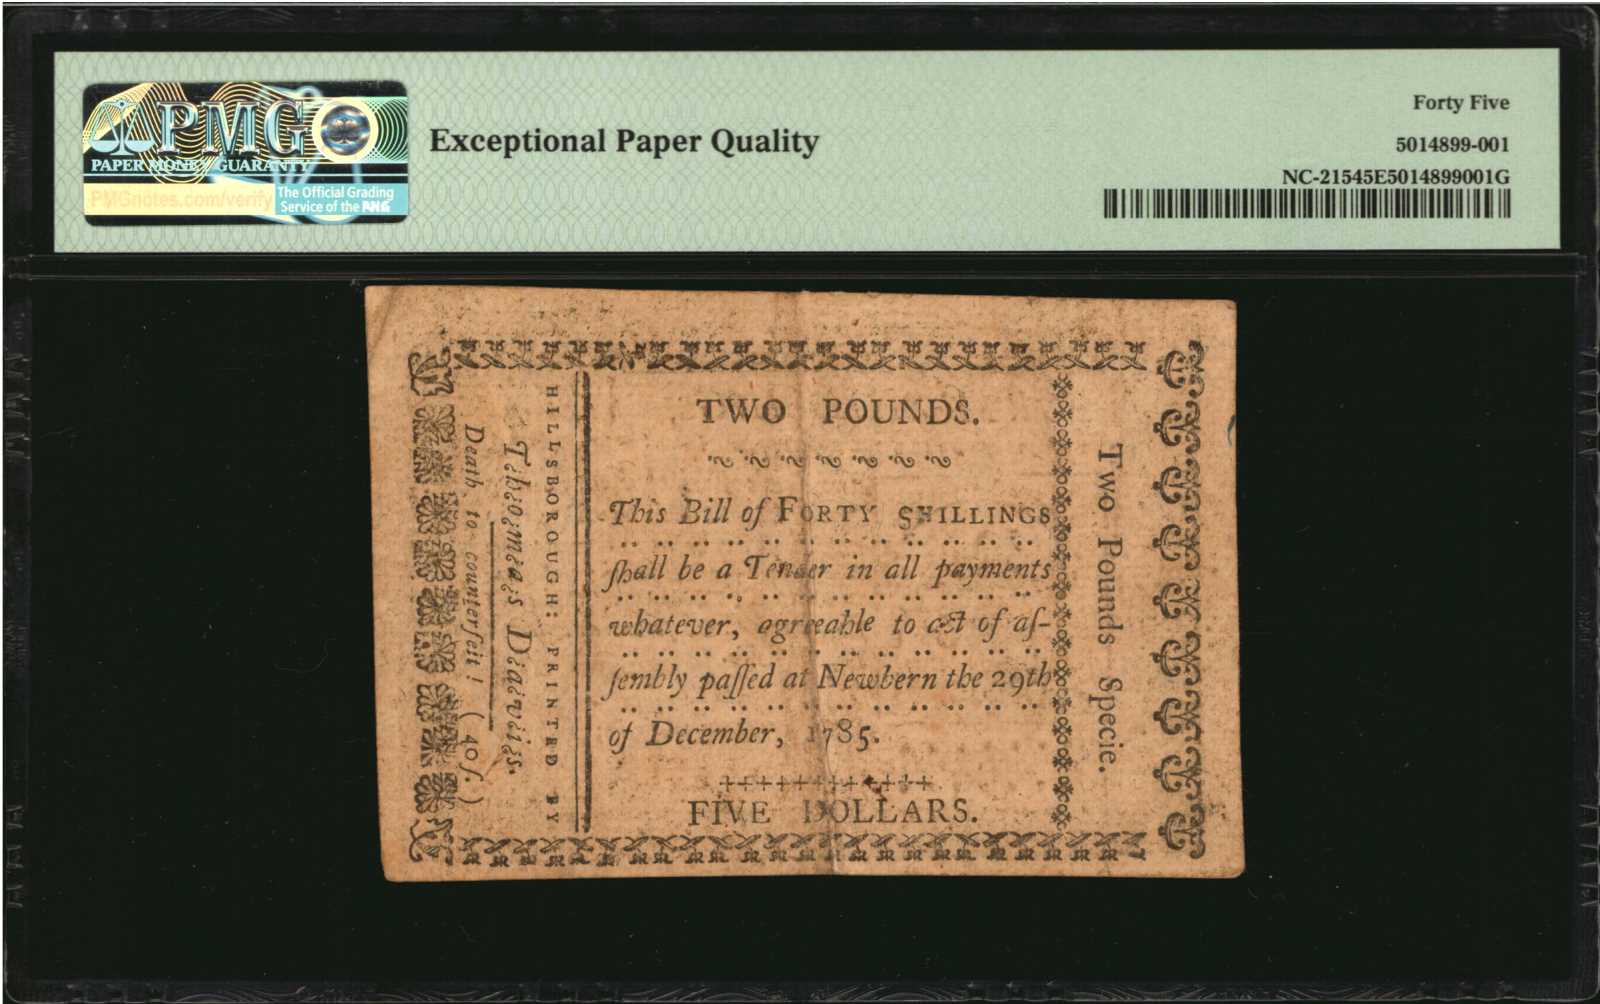 PMG
PAPER MONEY GUARANTY
PMGnotes.com/verify
The Official Grading
Service of the PNG
Exceptional Paper Quality
Forty Five
5014899-001
NC-21545E5014899001G
TWO POUNDS.
This Bill of FORTY SHILLINGS
ſhall be a Tender in all payments
whatever, agreeable to act of aſ-
ſembly paſſed at Newbern the 29th
of December, 1785.
FIVE DOLLARS.
Two Pounds Specie.
HILLSBOROUGH: PRINTED BY
Thomas Davis.
Death to counterfeit! (40ſ.)